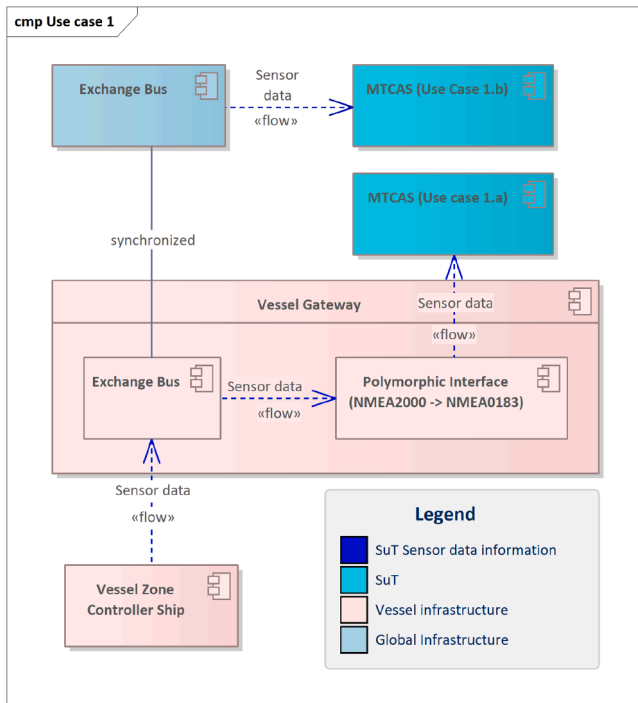 cmp Use case 1
Exchange Bus
Sensor
data
«flow»
MTCAS (Use Case 1.b)
MTCAS (Use case 1.a)
synchronized
Vessel Gateway
Sensor data
«flow»
Exchange Bus
Sensor data
«flow»
Polymorphic Interface
(NMEA2000 -> NMEA0183)
Sensor data
«flow»
Vessel Zone
Controller Ship
Legend
SuT Sensor data information
SuT
Vessel infrastructure
Global Infrastructure